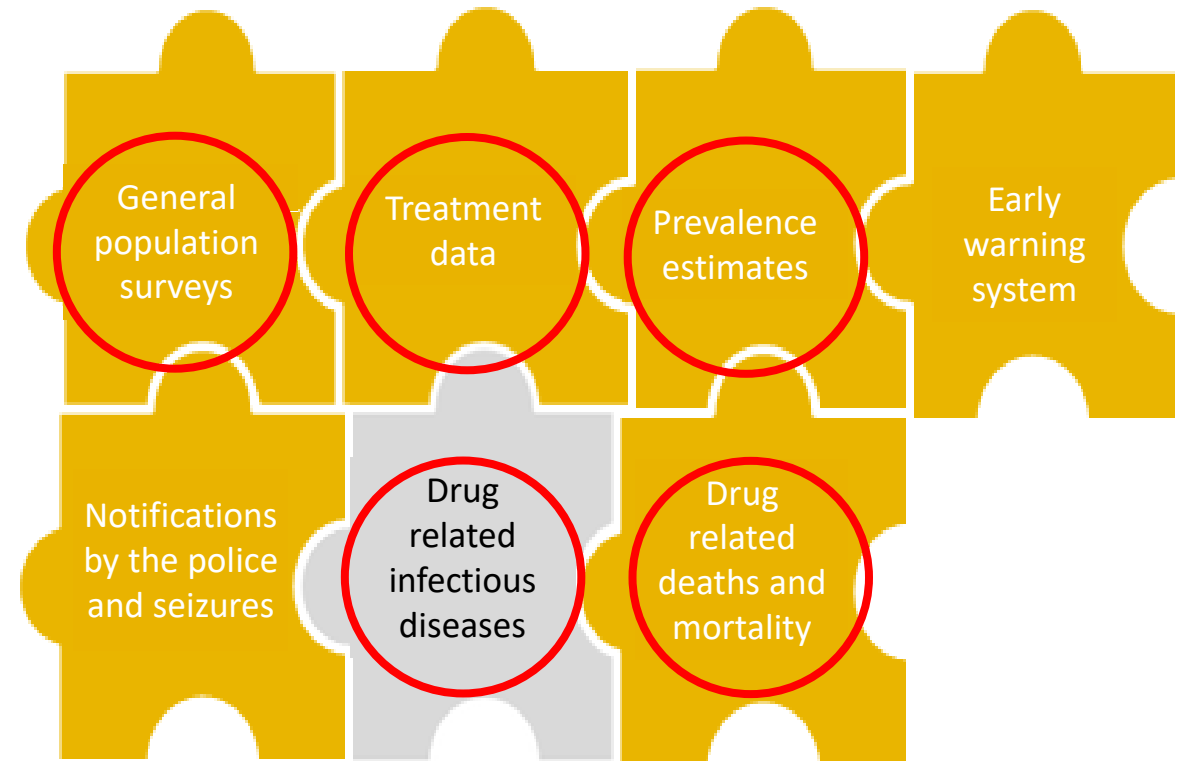 General
population
surveys
Treatment
data
Prevalence
estimates
Early
warning
system
Notifications
by the police
and seizures
Drug
related
infectious
diseases
Drug
related
deaths and
mortality